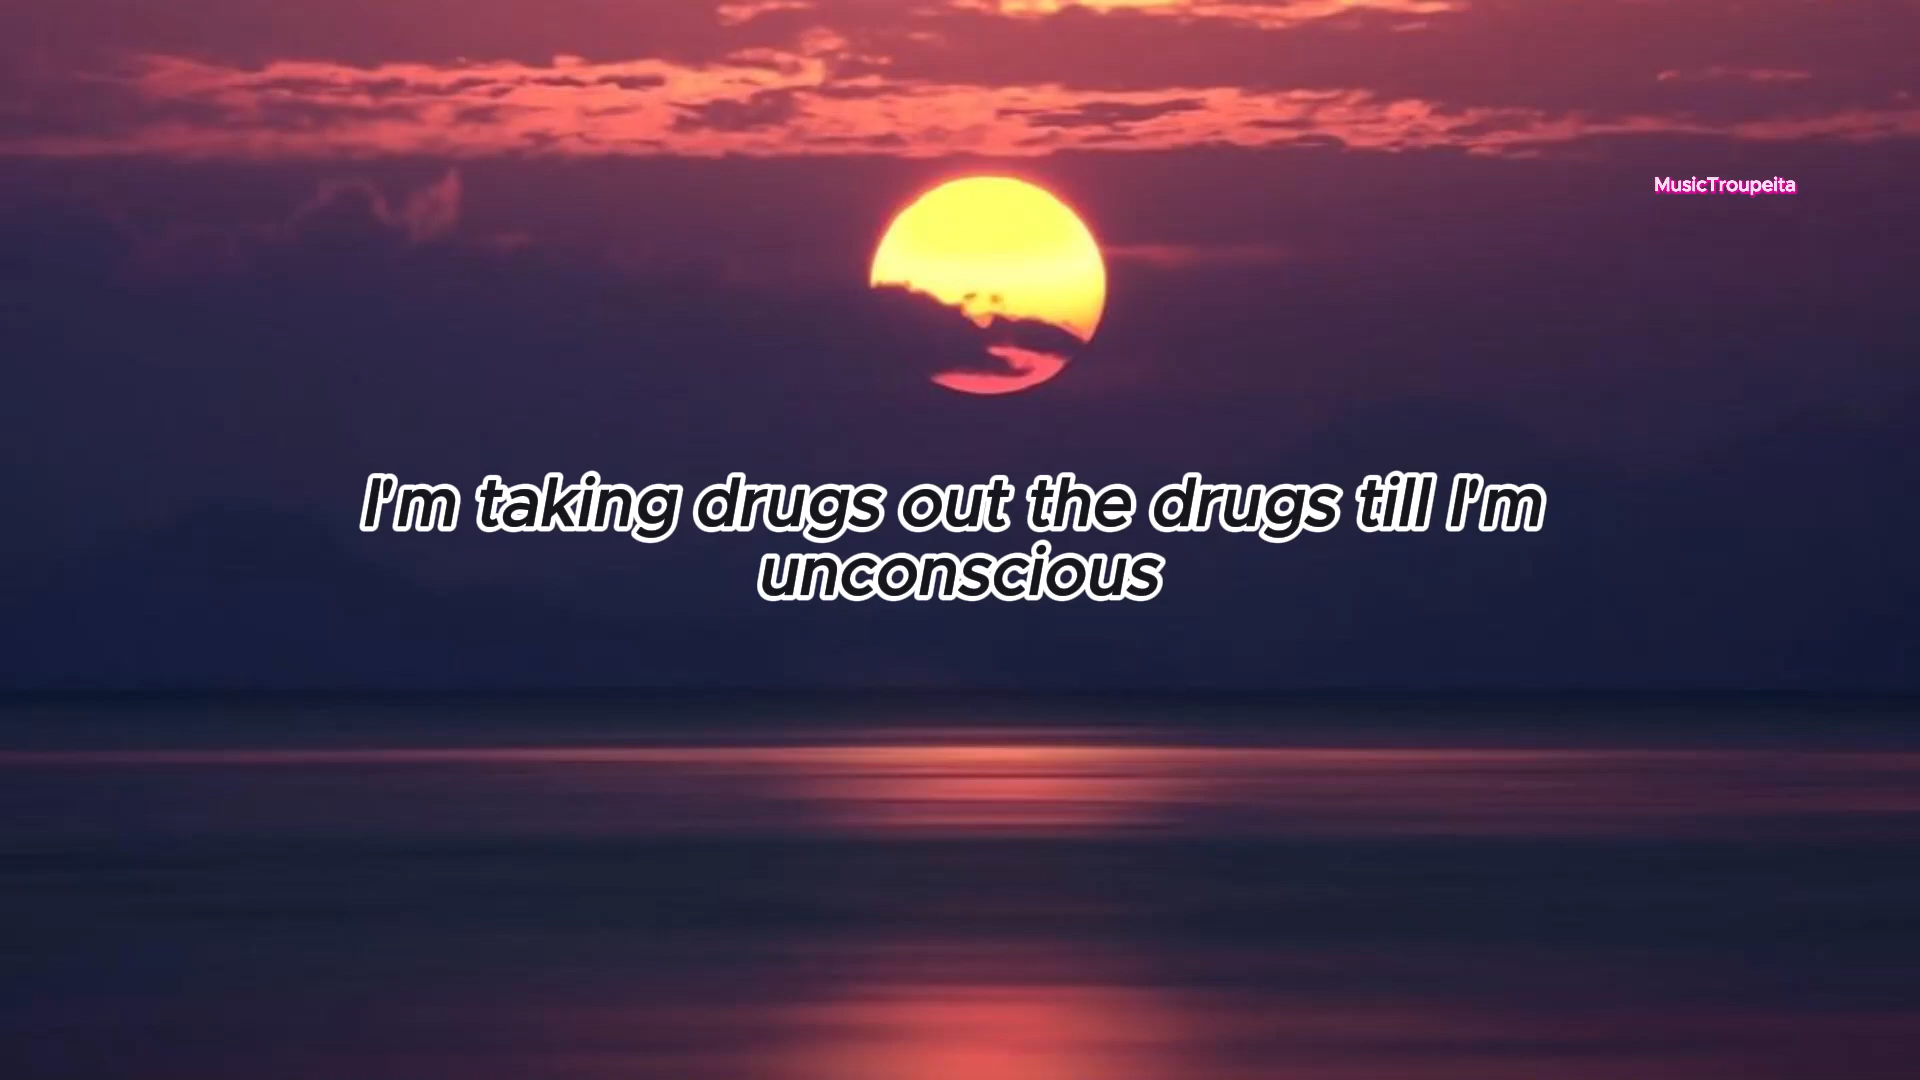 MusicTroupeita
I'm taking drugs out the drugs till I'm
unconscious